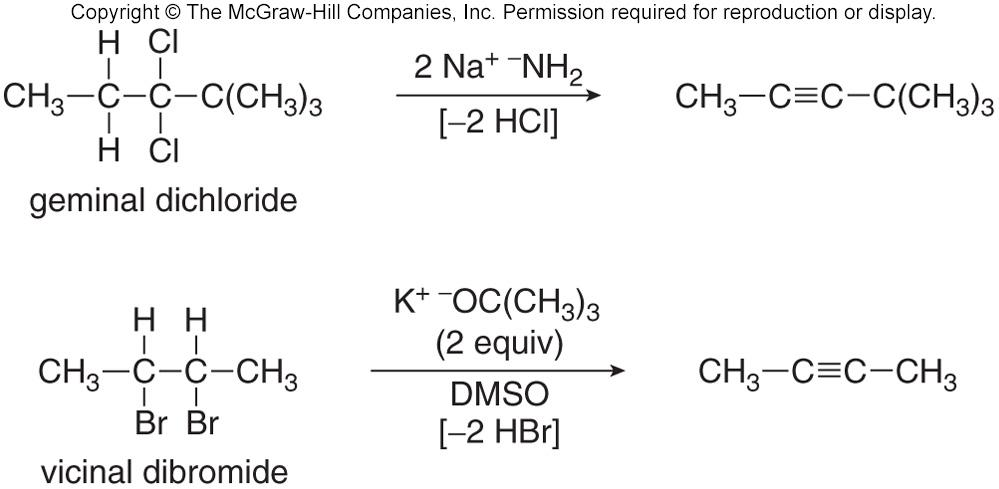 Copyright © The McGraw-Hill Companies, Inc. Permission required for reproduction or display.
H Cl
CH₃–C–C–C(CH₃)₃
H Cl
geminal dichloride
2 Na⁺ ⁻NH₂
[–2 HCl]
CH₃–C≡C–C(CH₃)₃
H H
CH₃–C–C–CH₃
Br Br
vicinal dibromide
K⁺ ⁻OC(CH₃)₃
(2 equiv)
DMSO
[–2 HBr]
CH₃–C≡C–CH₃